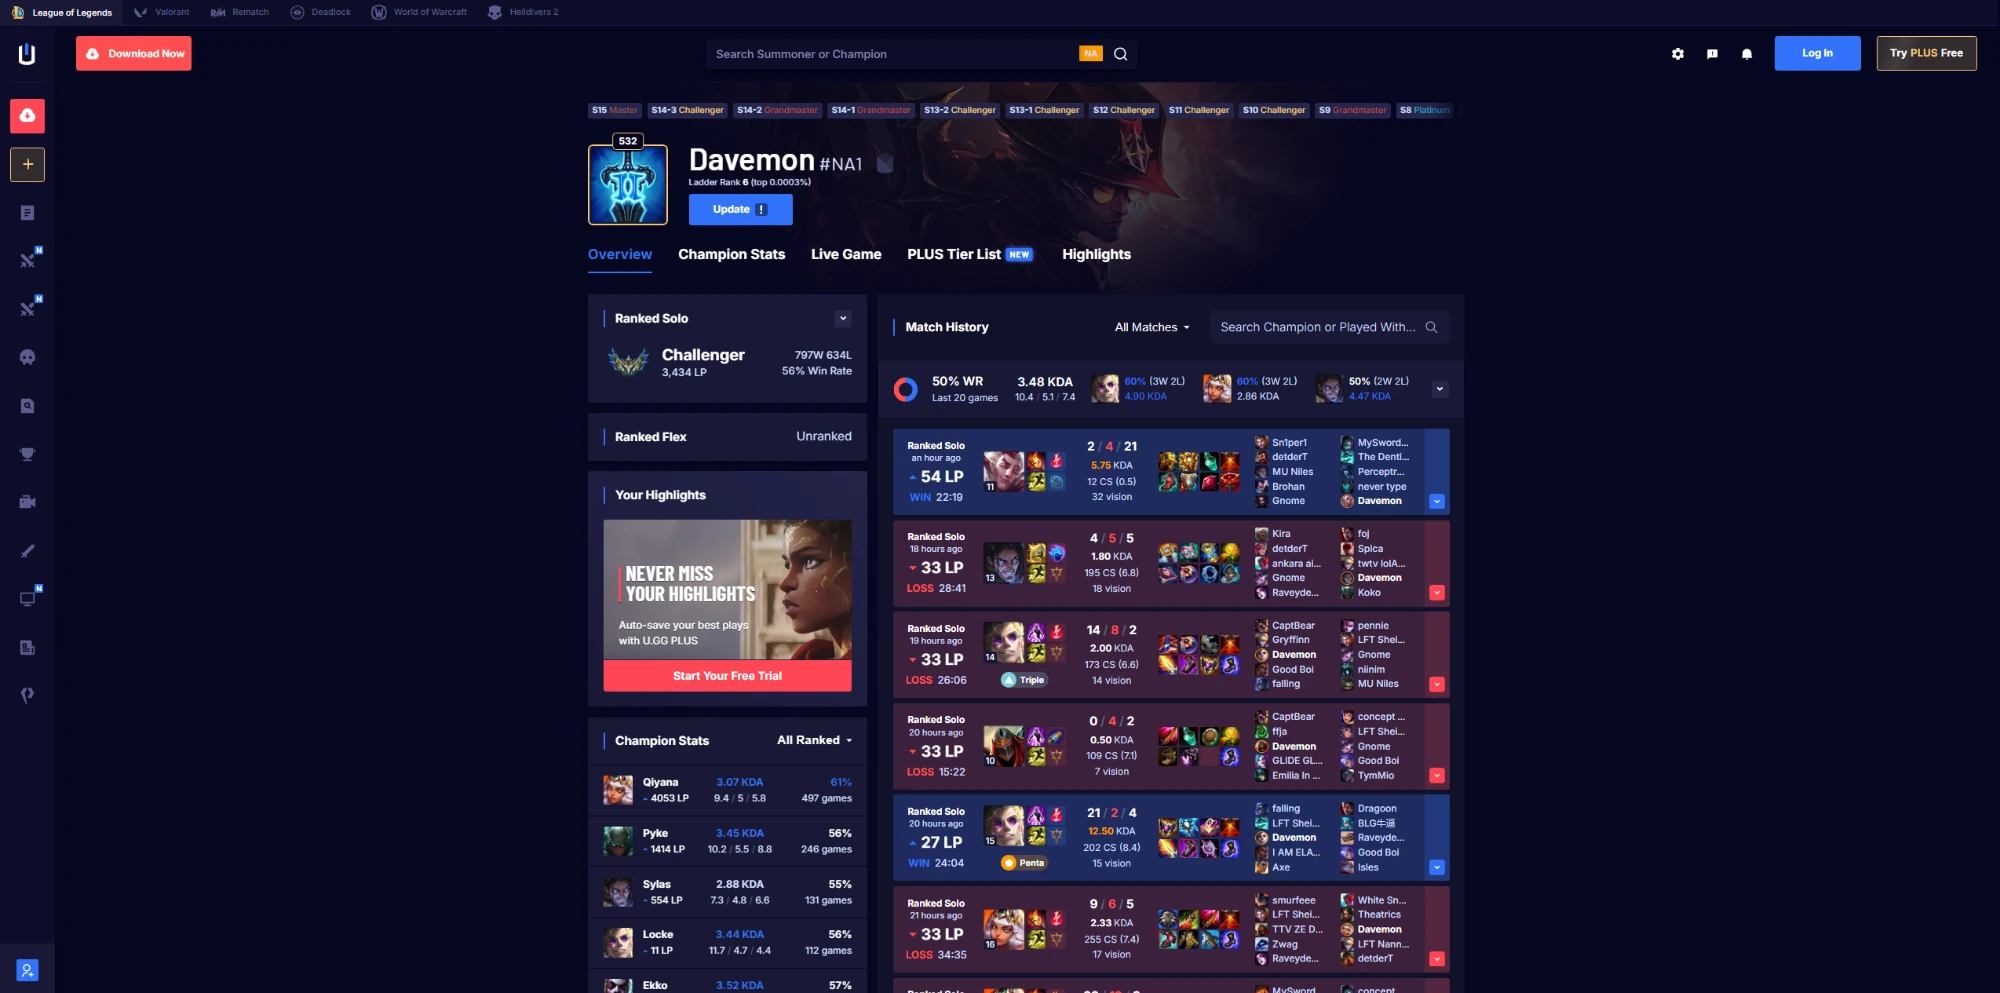 League of Legends
Valorant
Rematch
Deadlock
World of Warcraft
Helldivers 2
Download Now
Search Summoner or Champion
NA
Log In
Try PLUS Free
S15 Master
S14-3 Challenger
S14-2 Grandmaster
S14-1 Grandmaster
S13-2 Challenger
S13-1 Challenger
S12 Challenger
S11 Challenger
S10 Challenger
S9 Grandmaster
S8 Platinum
532
Davemon #NA1
Ladder Rank 6 (top 0.0003%)
Update !
Overview
Champion Stats
Live Game
PLUS Tier List NEW
Highlights
N
N
N
Ranked Solo
Challenger
3,434 LP
797W 634L
56% Win Rate
Ranked Flex
Unranked
Your Highlights
NEVER MISS
YOUR HIGHLIGHTS
Auto-save your best plays
with U.GG PLUS
Start Your Free Trial
Champion Stats
All Ranked
Qiyana 3.07 KDA 61%
4053 LP 9.4 / 5 / 5.8 497 games
Pyke 3.45 KDA 56%
1414 LP 10.2 / 5.5 / 8.8 246 games
Sylas 2.88 KDA 55%
554 LP 7.3 / 4.8 / 6.6 131 games
Locke 3.44 KDA 56%
11 LP 11.7 / 4.7 / 4.4 112 games
Ekko 3.52 KDA 57%
Match History
All Matches
Search Champion or Played With...
50% WR
Last 20 games
3.48 KDA
10.4 / 5.1 / 7.4
60% (3W 2L)
4.90 KDA
60% (3W 2L)
2.86 KDA
50% (2W 2L)
4.47 KDA
Ranked Solo
an hour ago
54 LP
WIN 22:19
11
2 / 4 / 21
5.75 KDA
12 CS (0.5)
32 vision
Sn1per1
detderT
MU Niles
Brohan
Gnome
MySword...
The Denti...
Perceptr...
never type
Davemon
Ranked Solo
18 hours ago
33 LP
LOSS 28:41
13
4 / 5 / 5
1.80 KDA
195 CS (6.8)
18 vision
Kira
detderT
ankara ai...
Gnome
Raveyde...
foj
Spica
twtv lolA...
Davemon
Koko
Ranked Solo
19 hours ago
33 LP
LOSS 26:06
14
Triple
14 / 8 / 2
2.00 KDA
173 CS (6.6)
14 vision
CaptBear
Gryffinn
Davemon
Good Boi
falling
pennie
LFT Shei...
Gnome
niinim
MU Niles
Ranked Solo
20 hours ago
33 LP
LOSS 15:22
10
0 / 4 / 2
0.50 KDA
109 CS (7.1)
7 vision
CaptBear
ffja
Davemon
GLIDE GL...
Emilia In ...
concept ...
LFT Shei...
Gnome
Good Boi
TymMio
Ranked Solo
20 hours ago
27 LP
WIN 24:04
15
Penta
21 / 2 / 4
12.50 KDA
202 CS (8.4)
15 vision
falling
LFT Shei...
Davemon
I AM ELA...
Axe
Dragoon
BLG牛逼
Raveyde...
Good Boi
Isles
Ranked Solo
21 hours ago
33 LP
LOSS 34:35
16
9 / 6 / 5
2.33 KDA
255 CS (7.4)
17 vision
smurfeee
LFT Shei...
TTV ZE D...
Zwag
Raveyde...
White Sn...
Theatrics
Davemon
LFT Nann...
detderT
Ranked Solo
MySword
concept